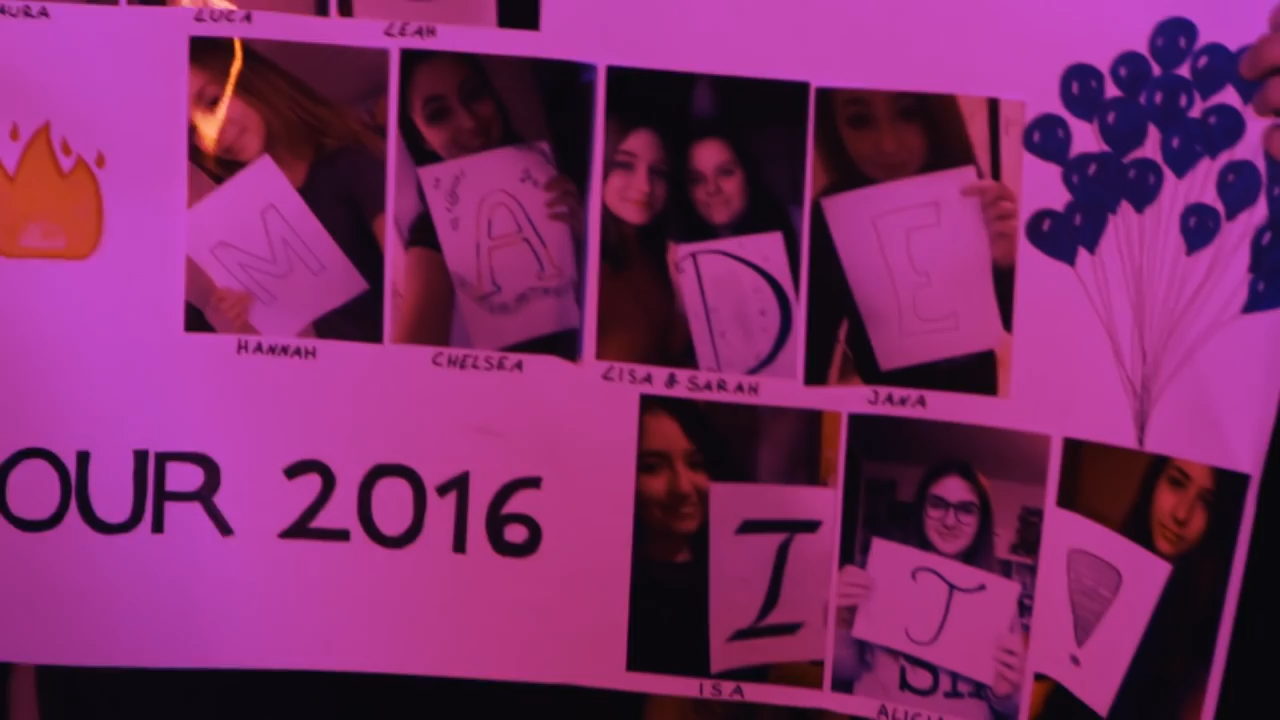 LUCA
LEAH
M A D E
HANNAH
CHELSEA
LISA & SARAH
JANA
OUR 2016
I T !
ISA